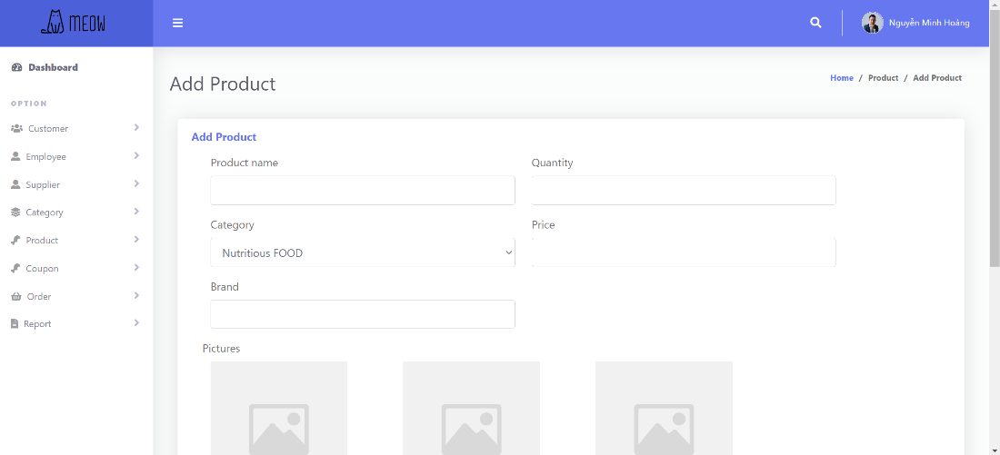 MEOW
Nguyễn Minh Hoảng
Dashboard
OPTION
Customer
Employee
Supplier
Category
Product
Coupon
Order
Report
Add Product
Home / Product / Add Product
Add Product
Product name
Quantity
Category
Price
Nutritious FOOD
Brand
Pictures